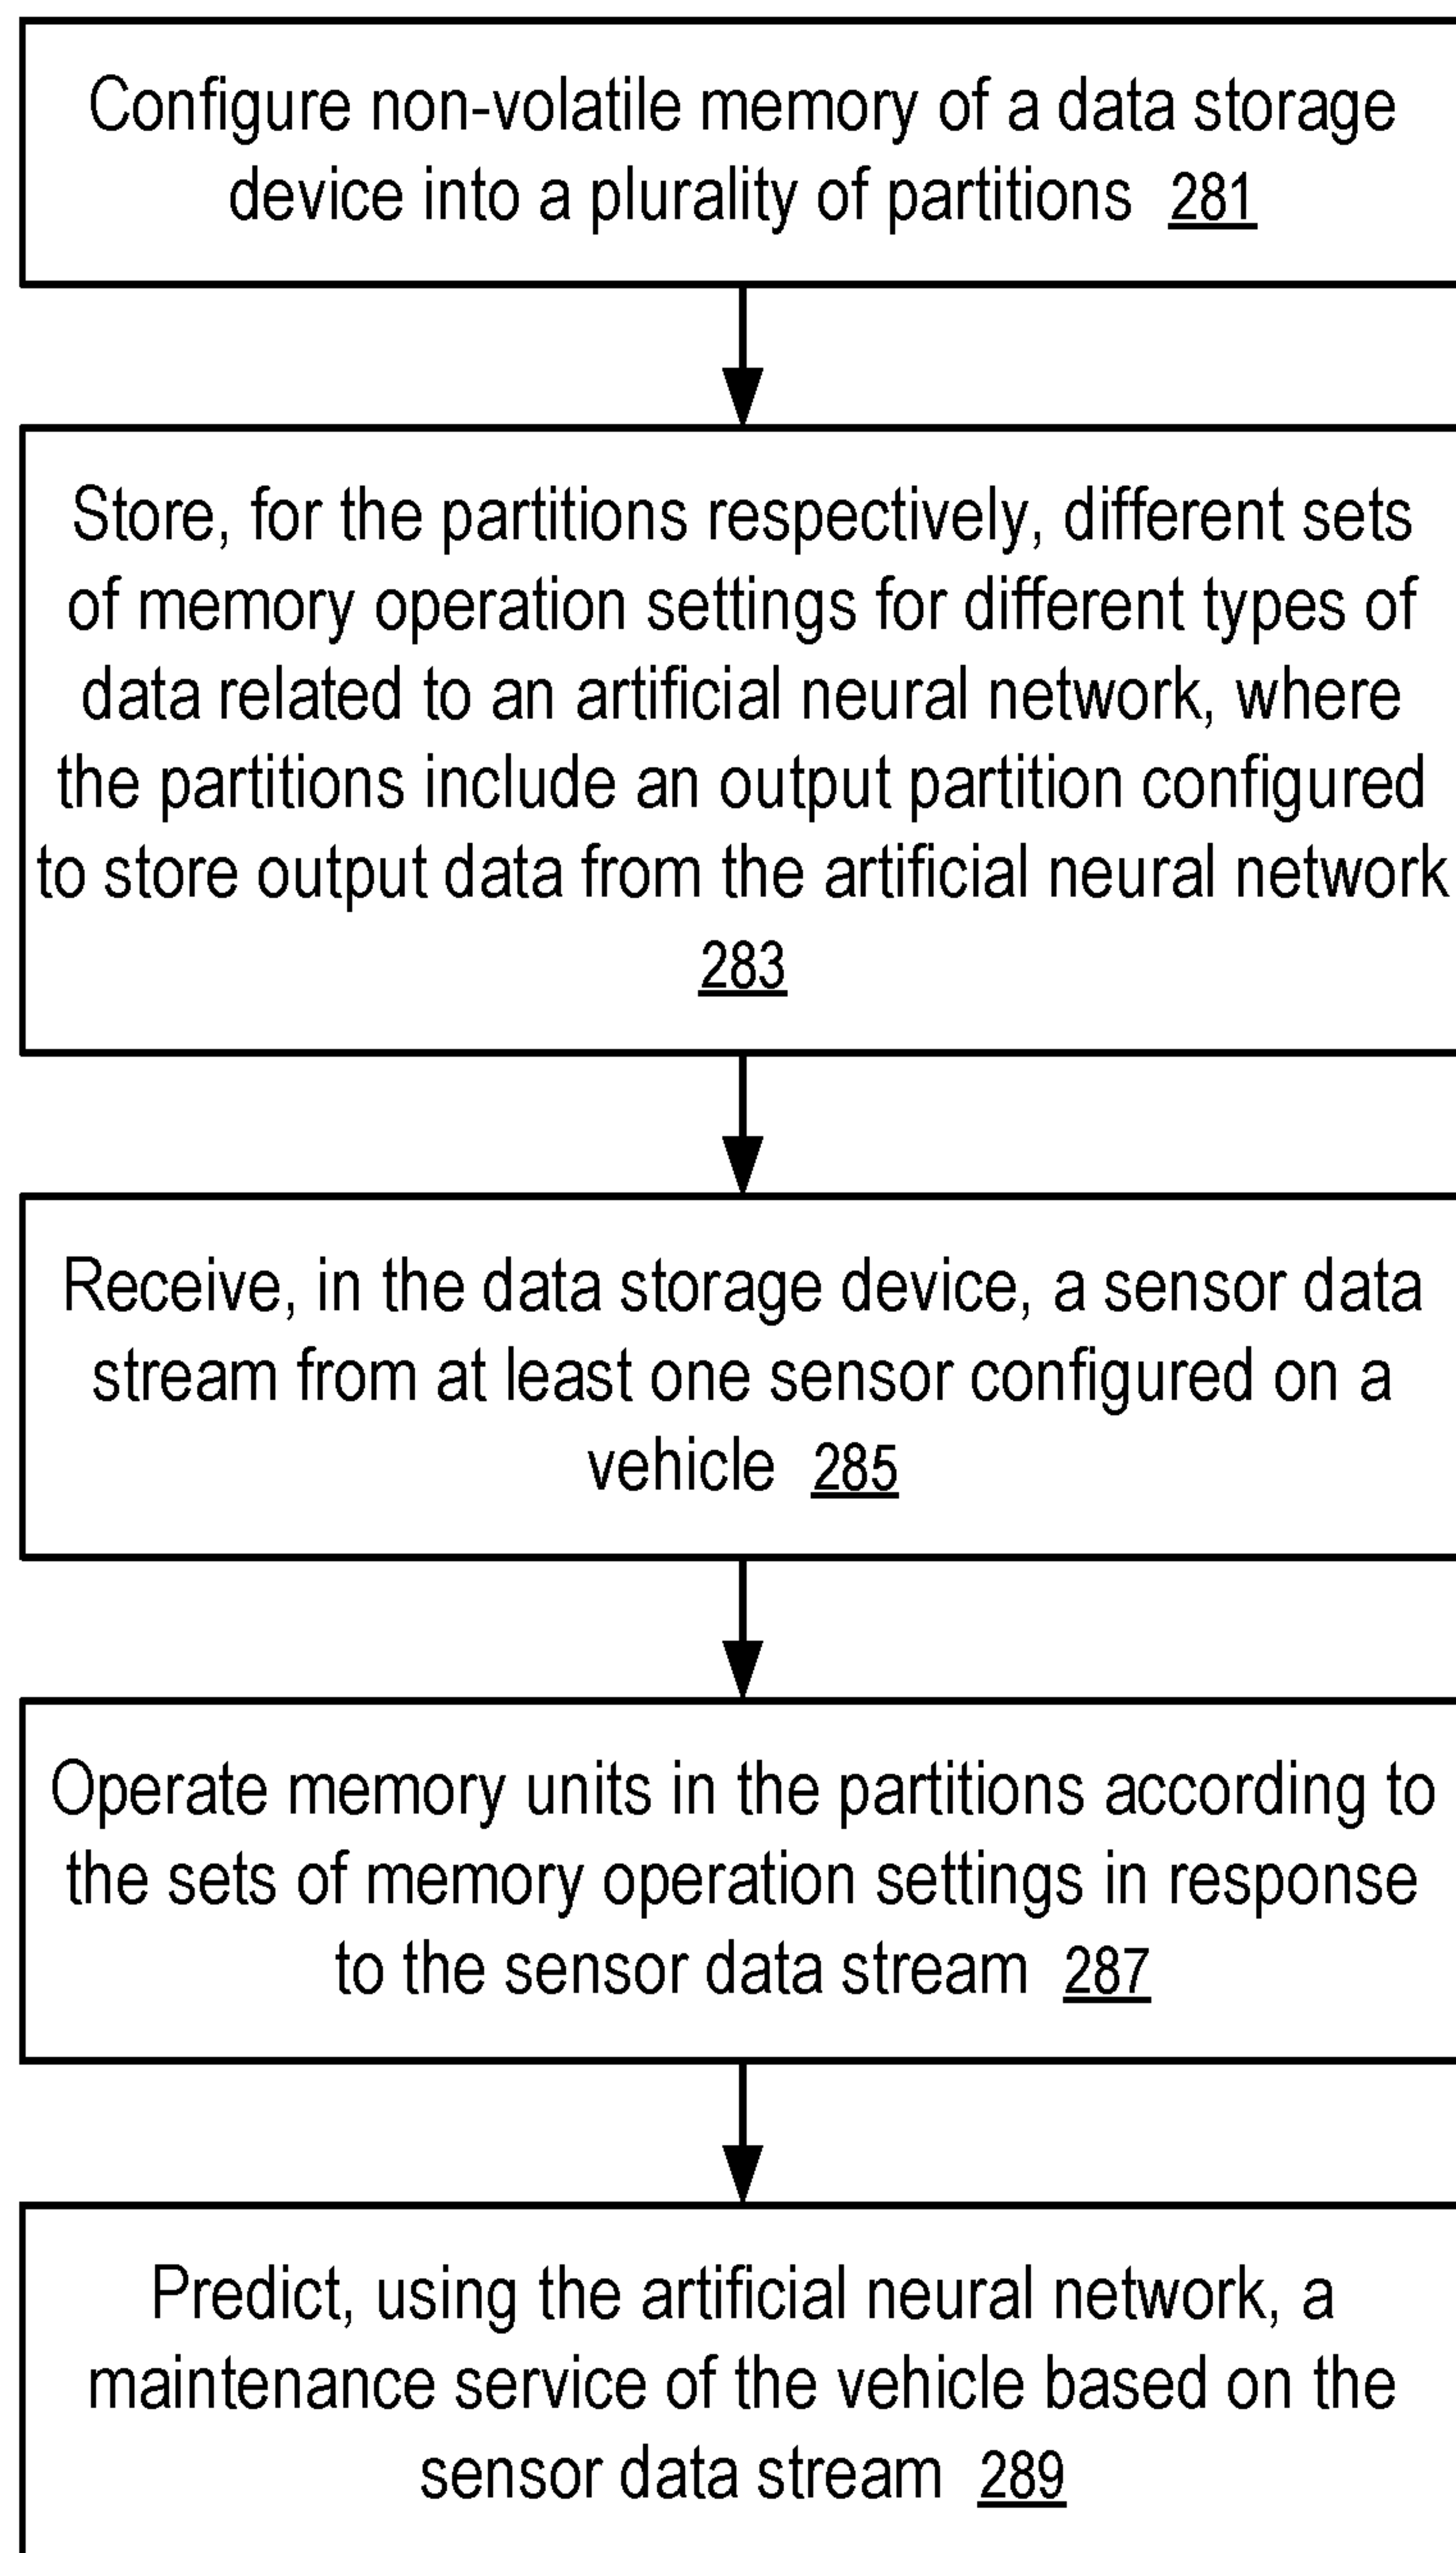 Configure non-volatile memory of a data storage
device into a plurality of partitions 281
Store, for the partitions respectively, different sets
of memory operation settings for different types of
data related to an artificial neural network, where
the partitions include an output partition configured
to store output data from the artificial neural network
283
Receive, in the data storage device, a sensor data
stream from at least one sensor configured on a
vehicle 285
Operate memory units in the partitions according to
the sets of memory operation settings in response
to the sensor data stream 287
Predict, using the artificial neural network, a
maintenance service of the vehicle based on the
sensor data stream 289